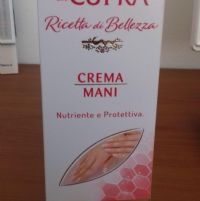 CUPRA
Ricetta di Bellezza
CREMA
MANI
Nutriente e Protettiva.